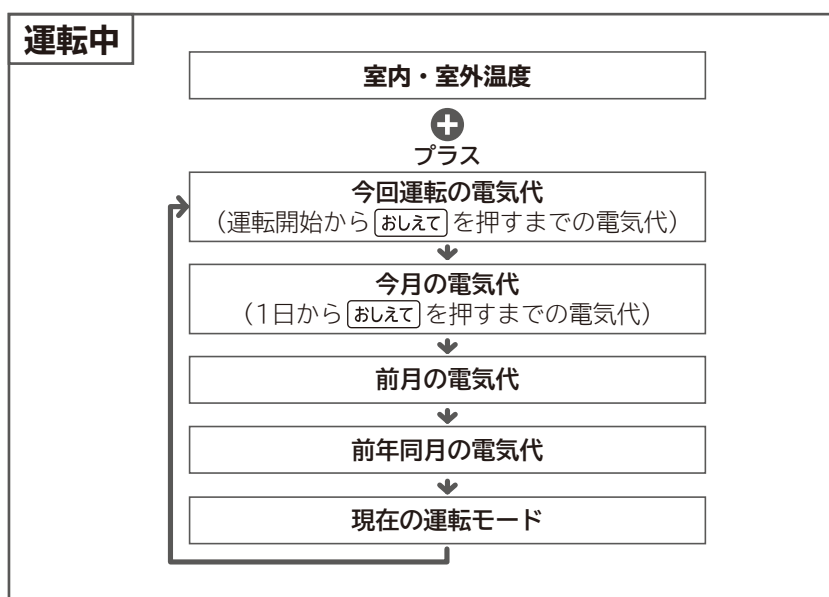 運転中
室内・室外温度
プラス
今回運転の電気代
（運転開始からおしえてを押すまでの電気代）
今月の電気代
（1日からおしえてを押すまでの電気代）
前月の電気代
前年同月の電気代
現在の運転モード